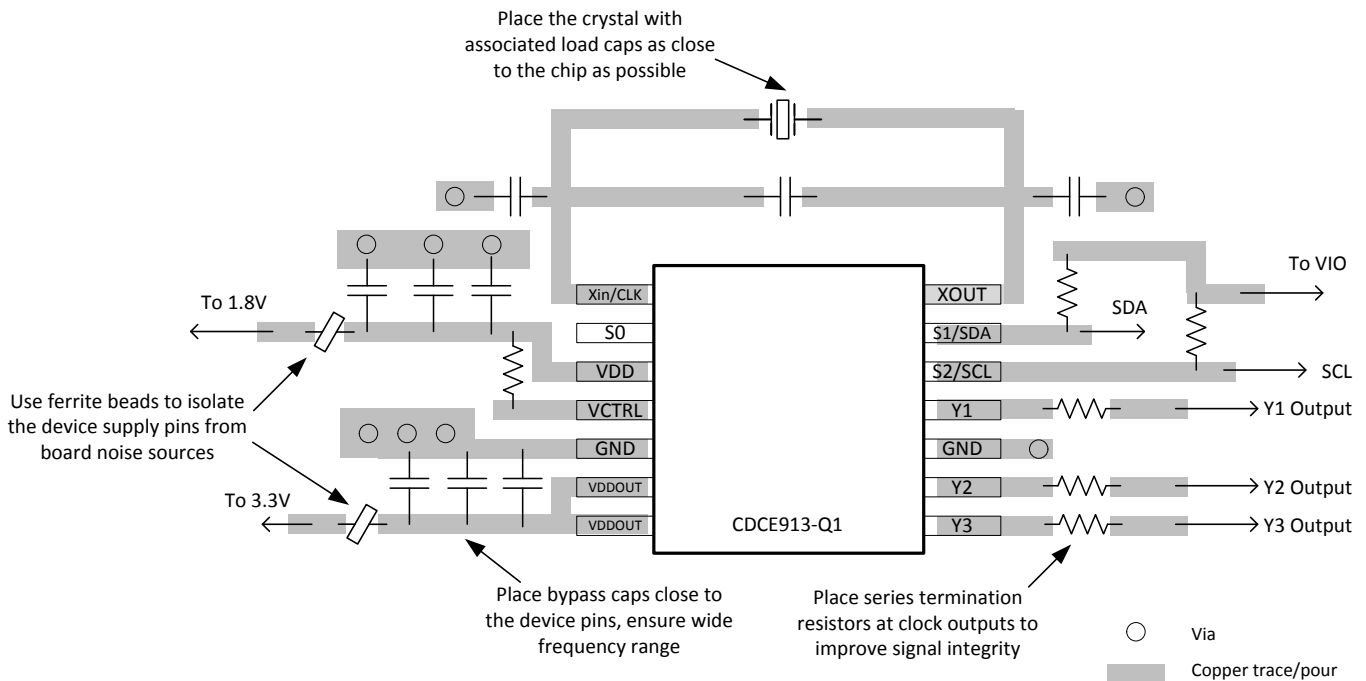 Place the crystal with
associated load caps as close
to the chip as possible
To 1.8V
Use ferrite beads to isolate
the device supply pins from
board noise sources
To 3.3V
Xin/CLK
S0
VDD
VCTRL
GND
VDDOUT
VDDOUT
CDCE913-Q1
XOUT
S1/SDA
S2/SCL
Y1
GND
Y2
Y3
To VIO
SDA
SCL
Y1 Output
Y2 Output
Y3 Output
Place bypass caps close to
the device pins, ensure wide
frequency range
Place series termination
resistors at clock outputs to
improve signal integrity
Via
Copper trace/pour